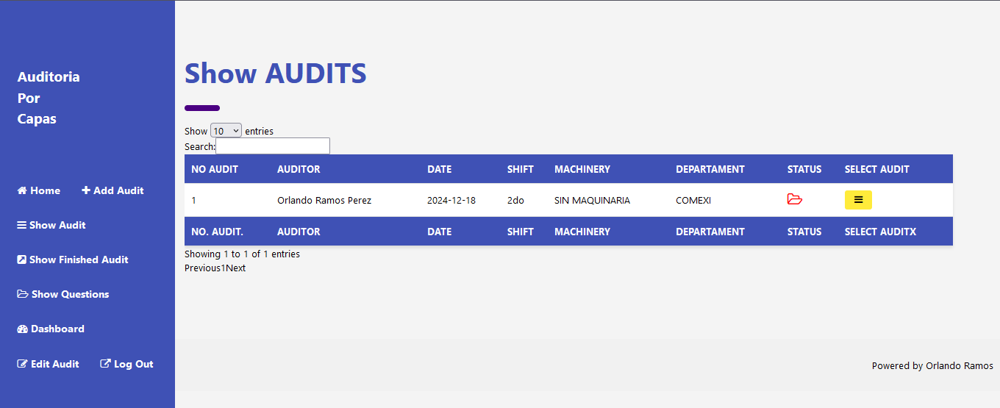 Auditoria
Por
Capas
Home Add Audit
Show Audit
Show Finished Audit
Show Questions
Dashboard
Edit Audit Log Out
Show AUDITS
Show 10 entries
Search:
NO AUDIT AUDITOR DATE SHIFT MACHINERY DEPARTAMENT STATUS SELECT AUDIT
1 Orlando Ramos Perez 2024-12-18 2do SIN MAQUINARIA COMEXI
NO. AUDIT. AUDITOR DATE SHIFT MACHINERY DEPARTAMENT STATUS SELECT AUDITX
Showing 1 to 1 of 1 entries
Previous1Next
Powered by Orlando Ramos